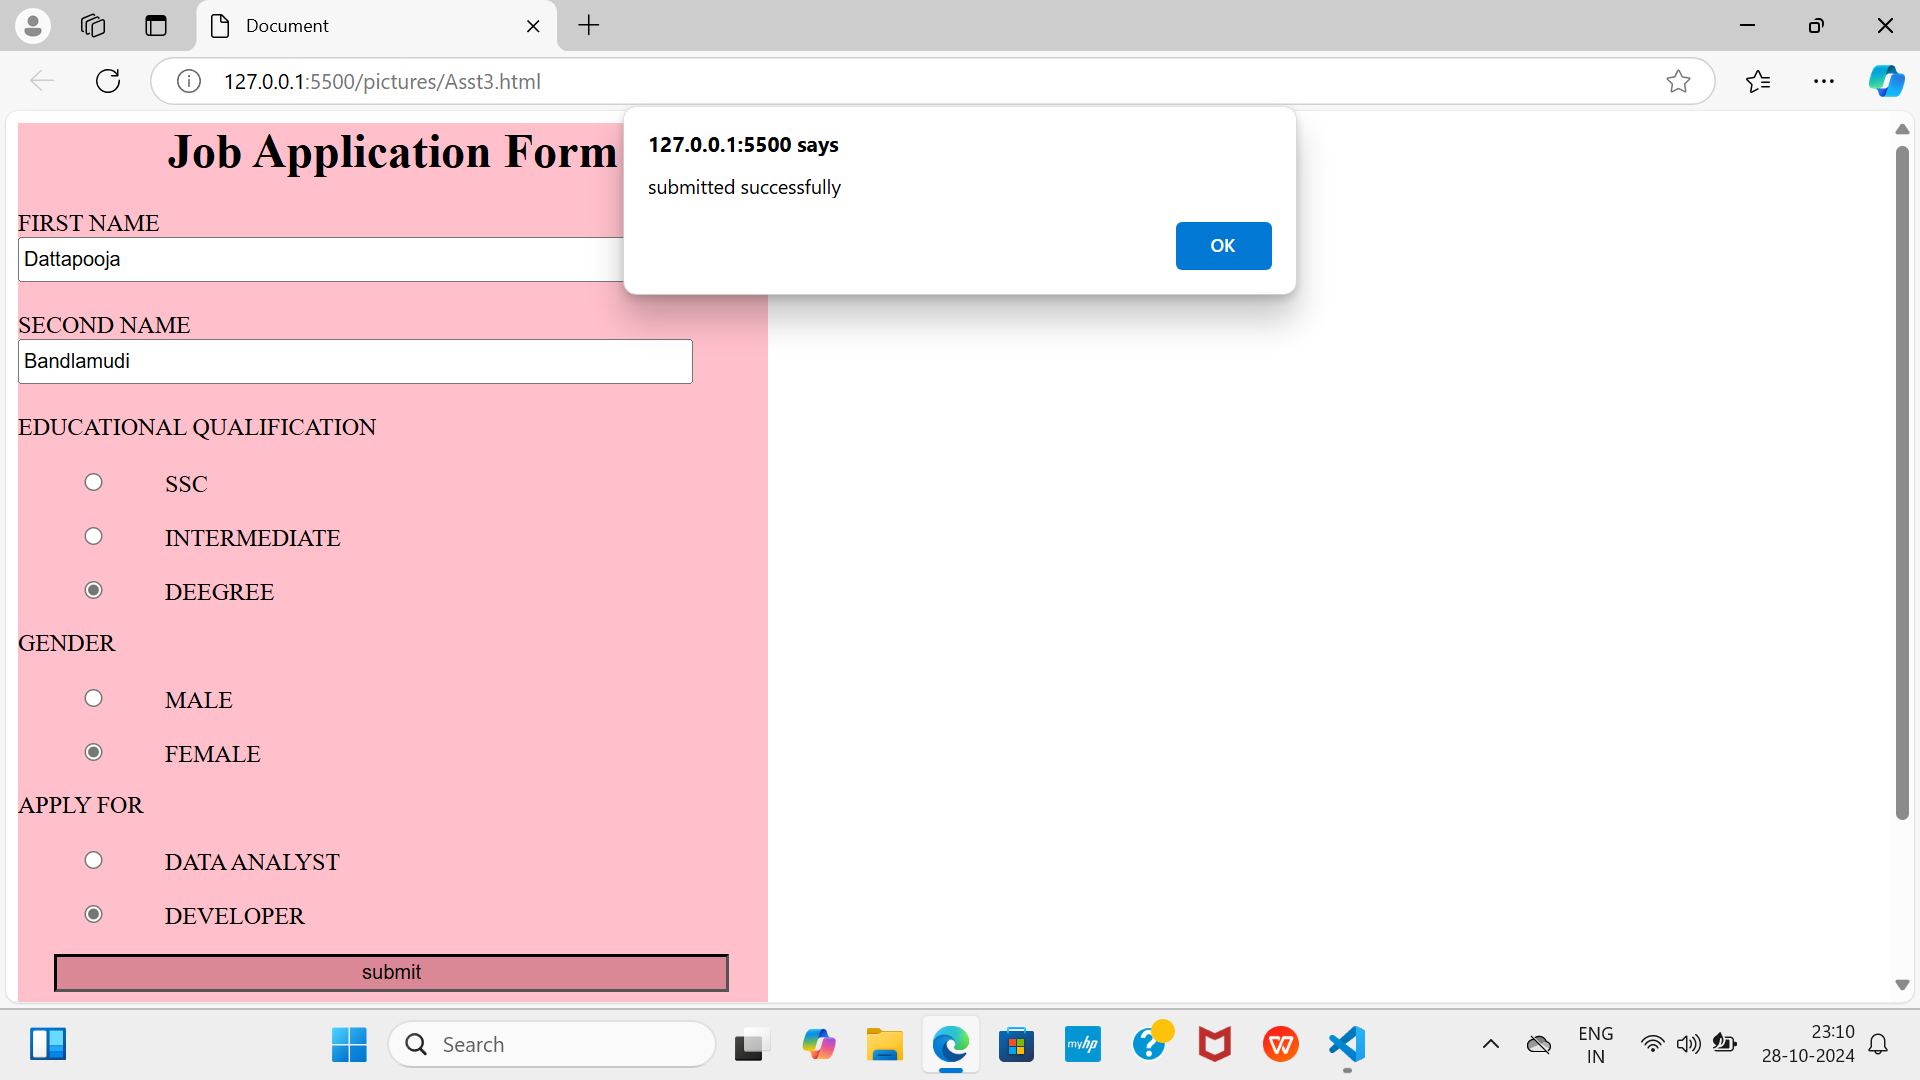 Document
127.0.0.1:5500/pictures/Asst3.html
127.0.0.1:5500 says
submitted successfully
OK
Job Application Form
FIRST NAME
Dattapooja
SECOND NAME
Bandlamudi
EDUCATIONAL QUALIFICATION
SSC
INTERMEDIATE
DEEGREE
GENDER
MALE
FEMALE
APPLY FOR
DATA ANALYST
DEVELOPER
submit
Search
myhp
ENG
IN
23:10
28-10-2024